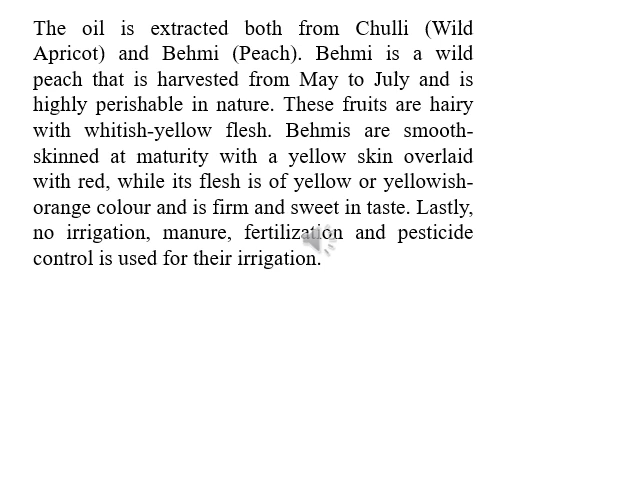 The oil is extracted both from Chulli (Wild
Apricot) and Behmi (Peach). Behmi is a wild
peach that is harvested from May to July and is
highly perishable in nature. These fruits are hairy
with whitish-yellow flesh. Behmis are smooth-
skinned at maturity with a yellow skin overlaid
with red, while its flesh is of yellow or yellowish-
orange colour and is firm and sweet in taste. Lastly,
no irrigation, manure, fertilization and pesticide
control is used for their irrigation.